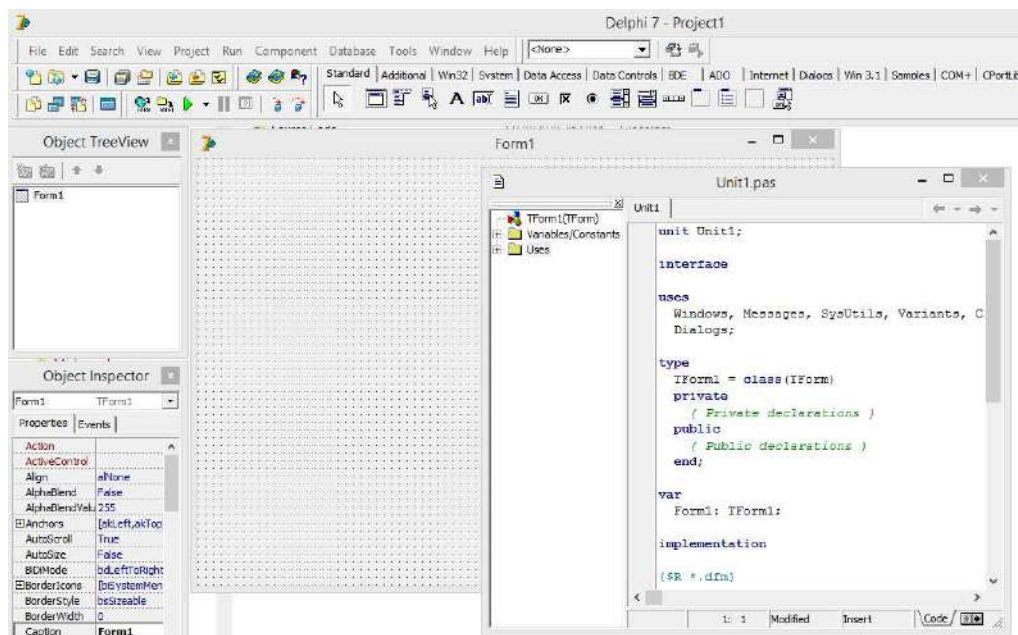 Delphi 7 - Project1
File Edit Search View Project Run Component Database Tools Window Help <None>
Standard Additional Win32 System Data Access Data Controls BDE ADO Internet Dialogs Win 3.1 Samples COM+ CPortLib
Object TreeView
Form1
Form1
Unit1.pas
TForm1(TForm)
Variables/Constants
Uses
Unit1
unit Unit1;
interface
uses
Windows, Messages, SysUtils, Variants, C
Dialogs;
type
TForm1 = class(TForm)
private
{ Private declarations }
public
{ Public declarations }
end;
var
Form1: TForm1;
implementation
{$R *.dfm}
1: 1 Modified Insert Code
Object Inspector
Form1 TForm1
Properties Events
Action
ActiveControl
Align alNone
AlphaBlend False
AlphaBlendValu 255
Anchors [akLeft,akTop
AutoScroll True
AutoSize False
BiDiMode bdLeftToRight
BorderIcons [biSystemMen
BorderStyle bsSizeable
BorderWidth 0
Caption Form1